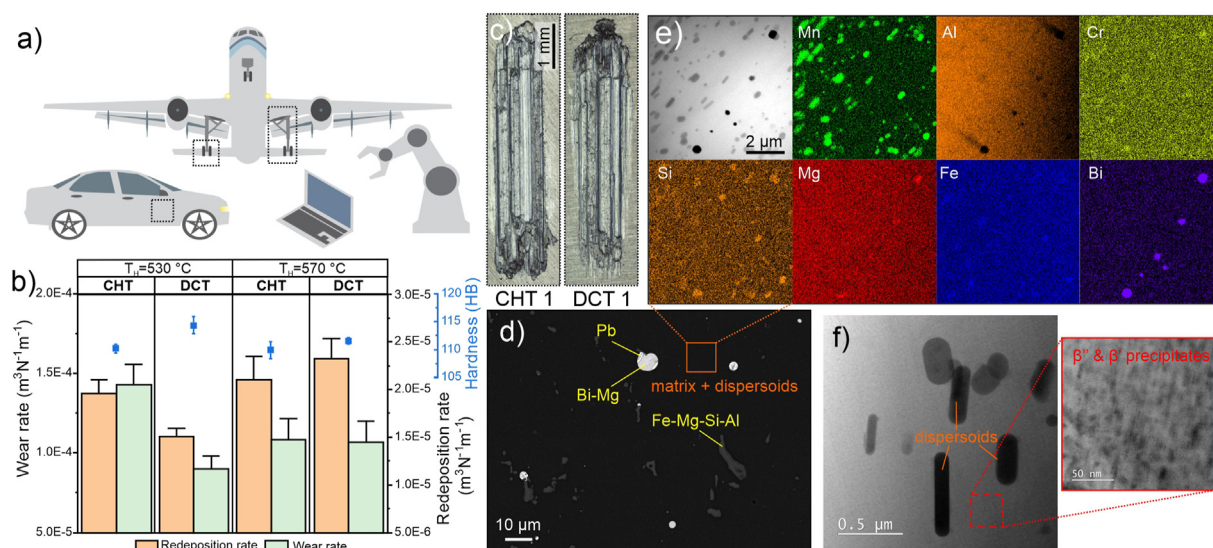 a)
b)
T_H=530 °C
T_H=570 °C
CHT
DCT
CHT
DCT
2.0E-4
1.5E-4
1.0E-4
5.0E-5
Wear rate (m³N⁻¹m⁻¹)
3.0E-5
2.5E-5
2.0E-5
1.5E-5
1.0E-5
5.0E-6
Redeposition rate
(m³N⁻¹m⁻¹)
120
115
110
105
Hardness (HB)
Redeposition rate
Wear rate
c)
1 mm
CHT 1
DCT 1
d)
Pb
Bi-Mg
matrix + dispersoids
Fe-Mg-Si-Al
10 µm
e)
2 µm
Mn
Al
Cr
Si
Mg
Fe
Bi
f)
dispersoids
0.5 µm
β'' & β' precipitates
50 nm